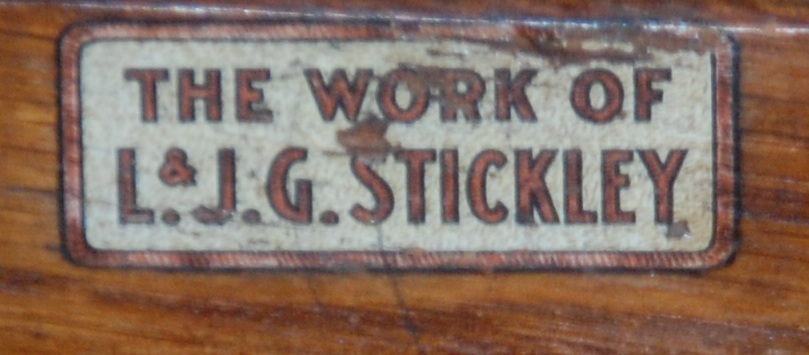 THE WORK OF
L. & J.G. STICKLEY